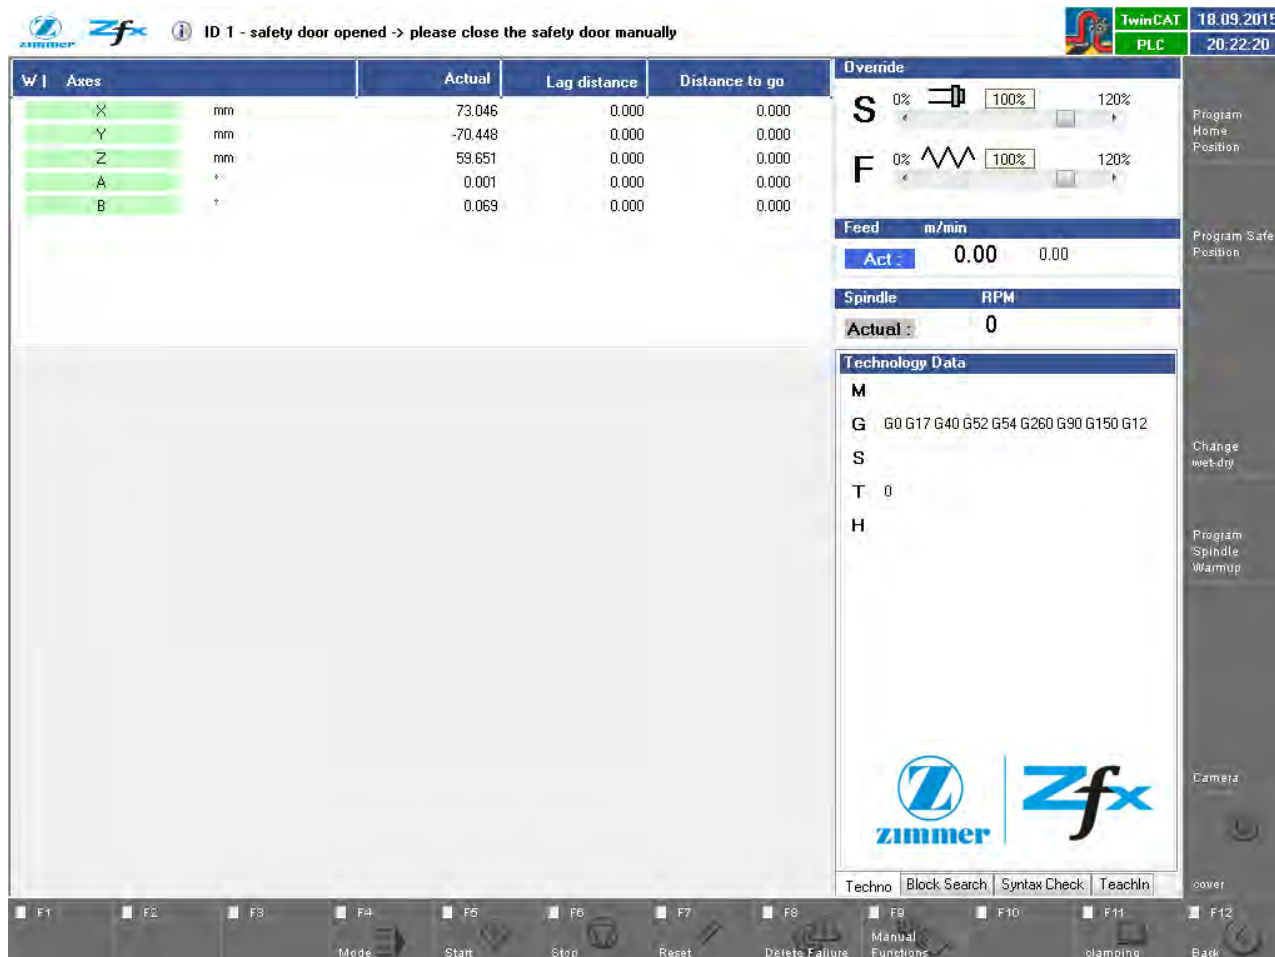 zimmer Zfx ID 1 - safety door opened -> please close the safety door manually TwinCAT 18.09.2015
PLC 20:22:20
W I Axes Actual Lag distance Distance to go
X mm 73.046 0.000 0.000
Y mm -70.448 0.000 0.000
Z mm 59.651 0.000 0.000
A ° 0.001 0.000 0.000
B ° 0.069 0.000 0.000
Override
S 0% 100% 120%
F 0% 100% 120%
Feed m/min
Act : 0.00 0.00
Spindle RPM
Actual : 0
Technology Data
M
G G0 G17 G40 G52 G54 G260 G90 G150 G12
S
T 0
H
zimmer Zfx
Techno Block Search Syntax Check TeachIn
Program
Home
Position
Program Safe
Position
Change
wet-dry
Program
Spindle
Warmup
Camera
cover
F1 F2 F3 F4 F5 F6 F7 F8 F9 F10 F11 F12
Mode Start Stop Reset Delete Failure Manual Functions clamping Back